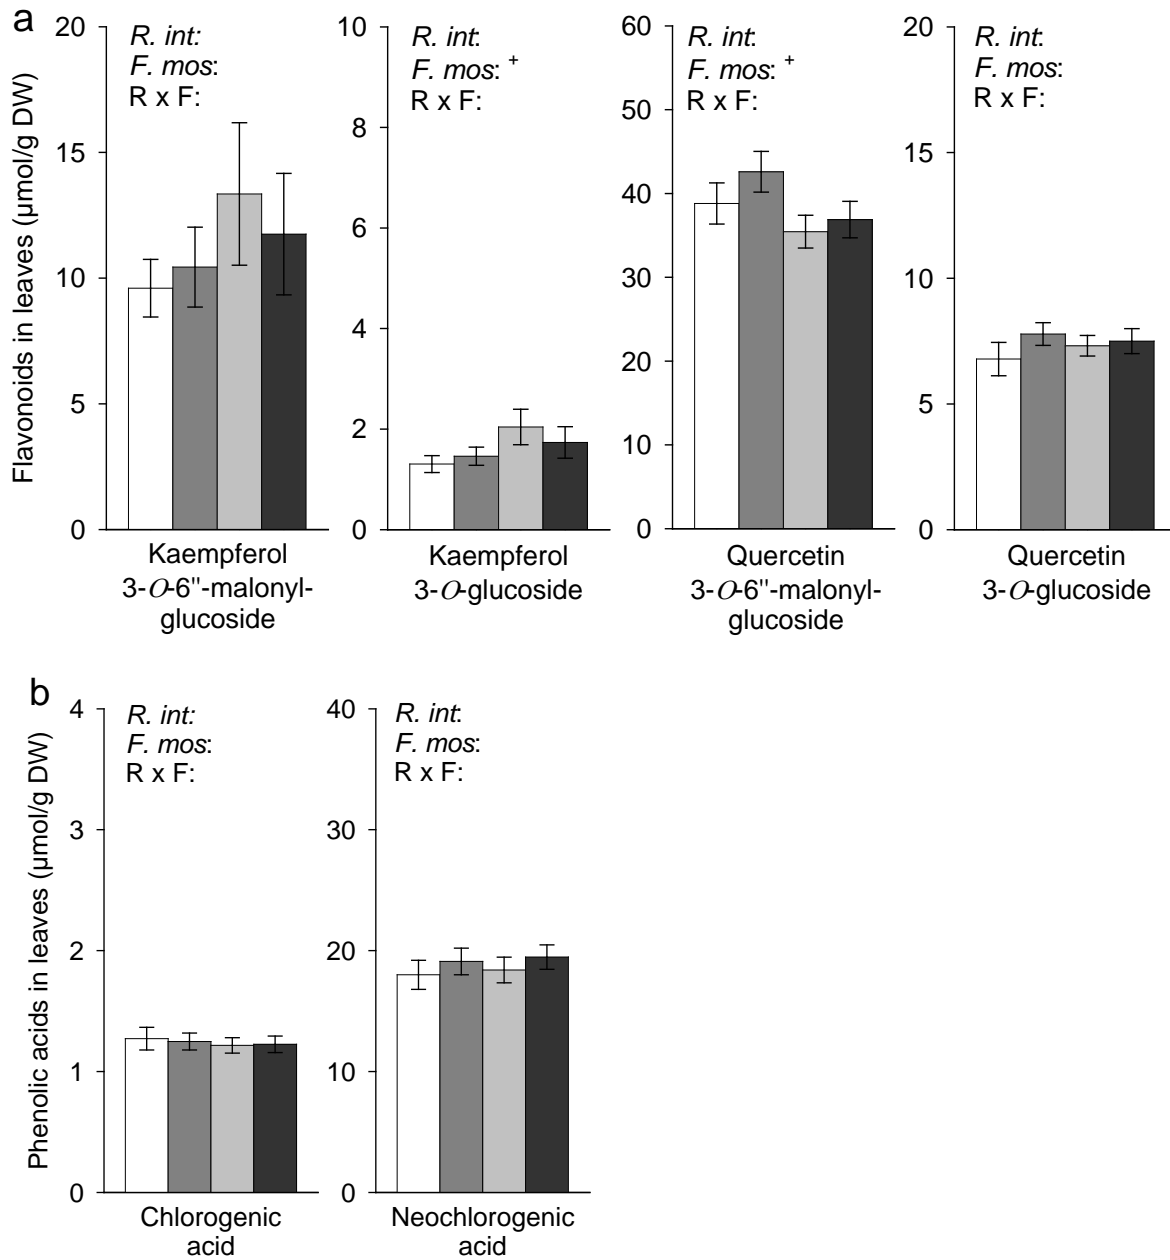 a
Flavonoids in leaves (µmol/g DW)
20
15
10
5
0
R. int:
F. mos:
R x F:
Kaempferol
3-O-6"-malonyl-
glucoside
10
8
6
4
2
0
R. int:
F. mos: +
R x F:
Kaempferol
3-O-glucoside
60
50
40
30
20
10
0
R. int:
F. mos: +
R x F:
Quercetin
3-O-6"-malonyl-
glucoside
20
15
10
5
0
R. int:
F. mos:
R x F:
Quercetin
3-O-glucoside
b
Phenolic acids in leaves (µmol/g DW)
4
3
2
1
0
R. int:
F. mos:
R x F:
Chlorogenic
acid
40
30
20
10
0
R. int:
F. mos:
R x F:
Neochlorogenic
acid